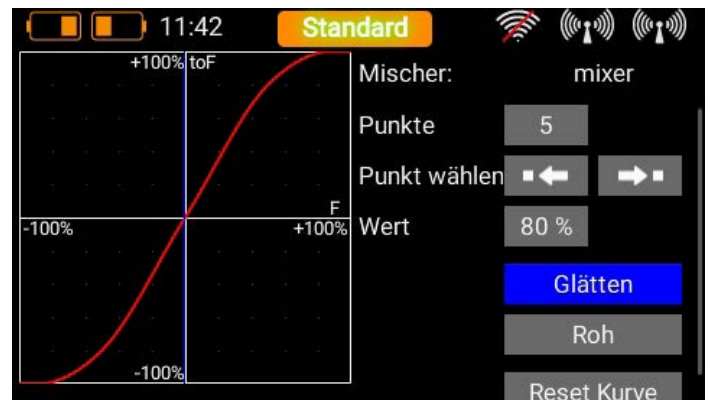 11:42 Standard
+100% toF
Mischer: mixer
Punkte 5
Punkt wählen
F
-100% +100%
Wert 80 %
Glätten
Roh
-100%
Reset Kurve